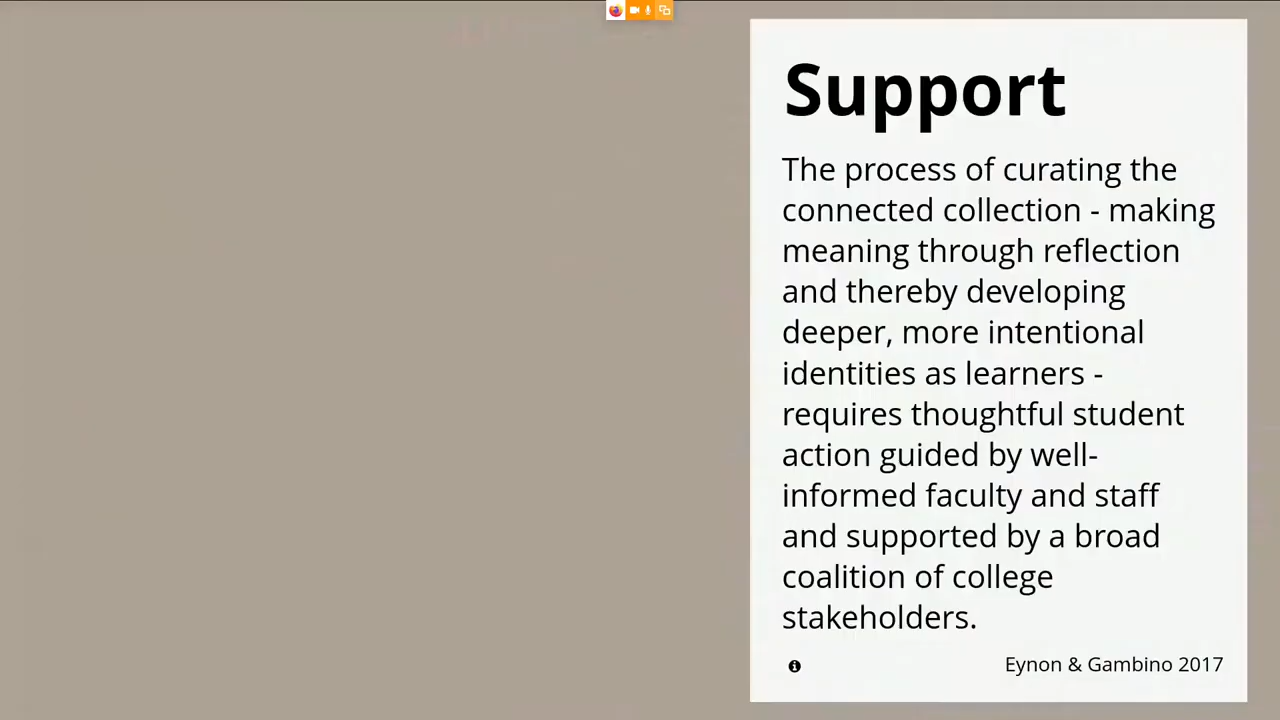 Support
The process of curating the
connected collection - making
meaning through reflection
and thereby developing
deeper, more intentional
identities as learners -
requires thoughtful student
action guided by well-
informed faculty and staff
and supported by a broad
coalition of college
stakeholders.
Eynon & Gambino 2017